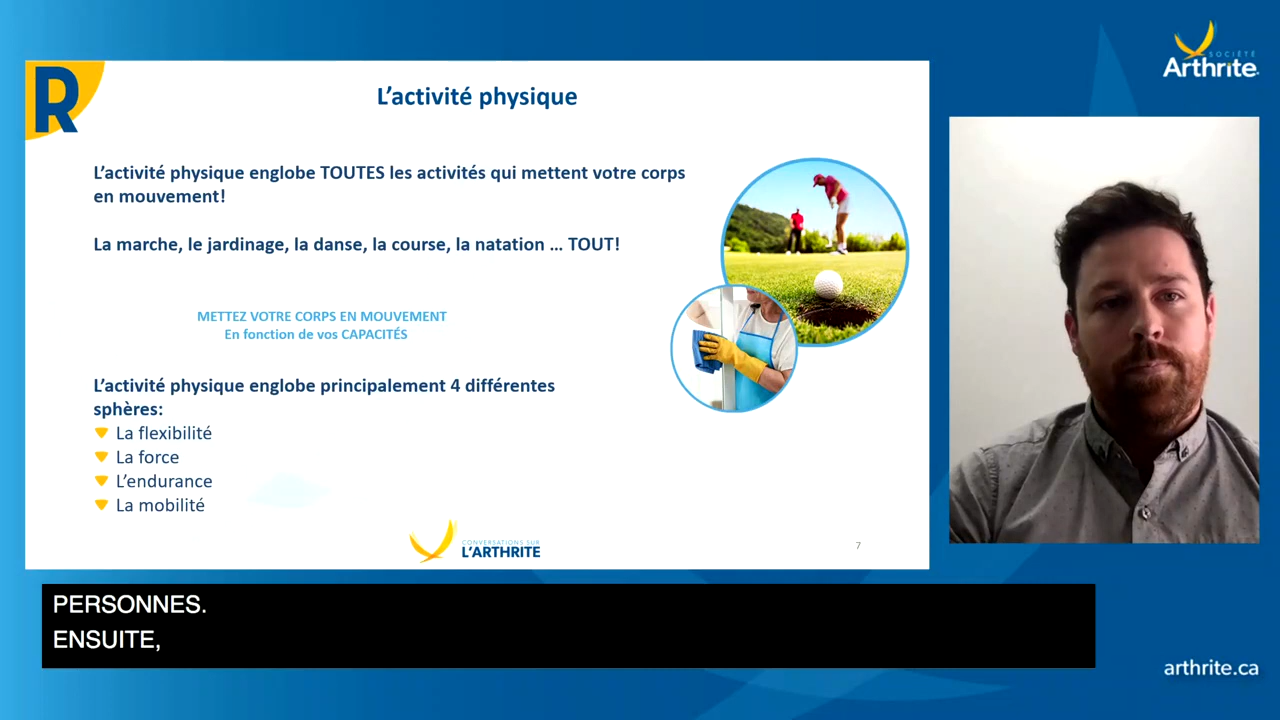 SOCIÉTÉ
Arthrite
R
L’activité physique
L’activité physique englobe TOUTES les activités qui mettent votre corps
en mouvement!
La marche, le jardinage, la danse, la course, la natation … TOUT!
METTEZ VOTRE CORPS EN MOUVEMENT
En fonction de vos CAPACITÉS
L’activité physique englobe principalement 4 différentes
sphères:
La flexibilité
La force
L’endurance
La mobilité
CONVERSATIONS SUR
L’ARTHRITE
7
PERSONNES.
ENSUITE,
arthrite.ca